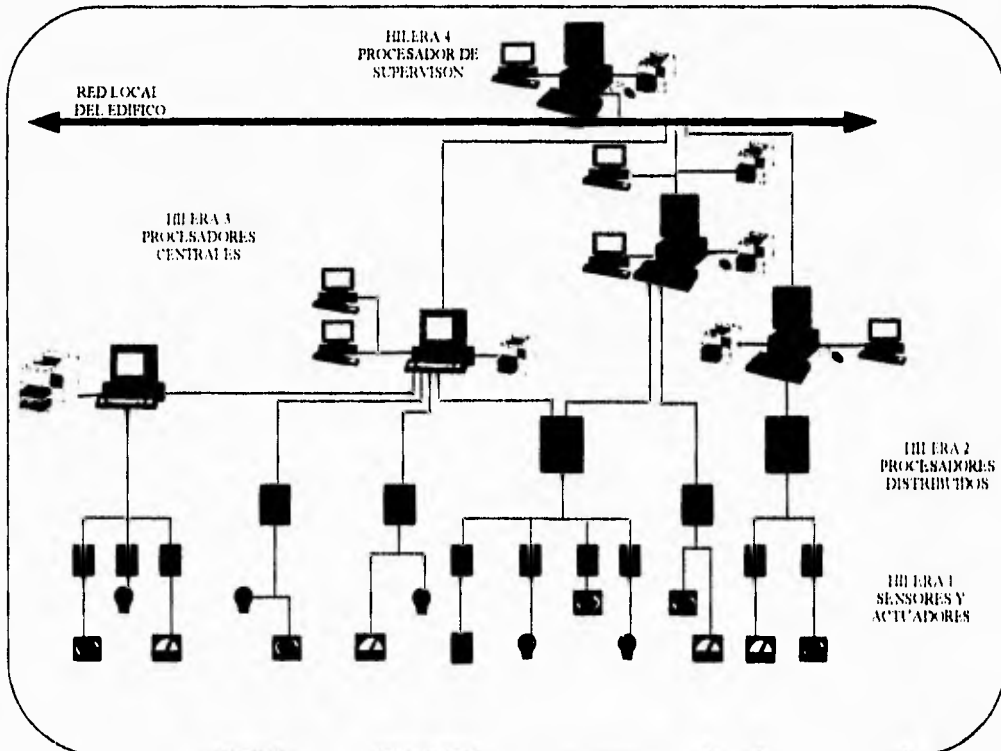 HILERA 4
PROCESADOR DE
SUPERVISON
RED LOCAL
DEL EDIFICO
HILERA 3
PROCESADORES
CENTRALES
HILERA 2
PROCESADORES
DISTRIBUIDOS
HILERA 1
SENSORES Y
ACTUADORES